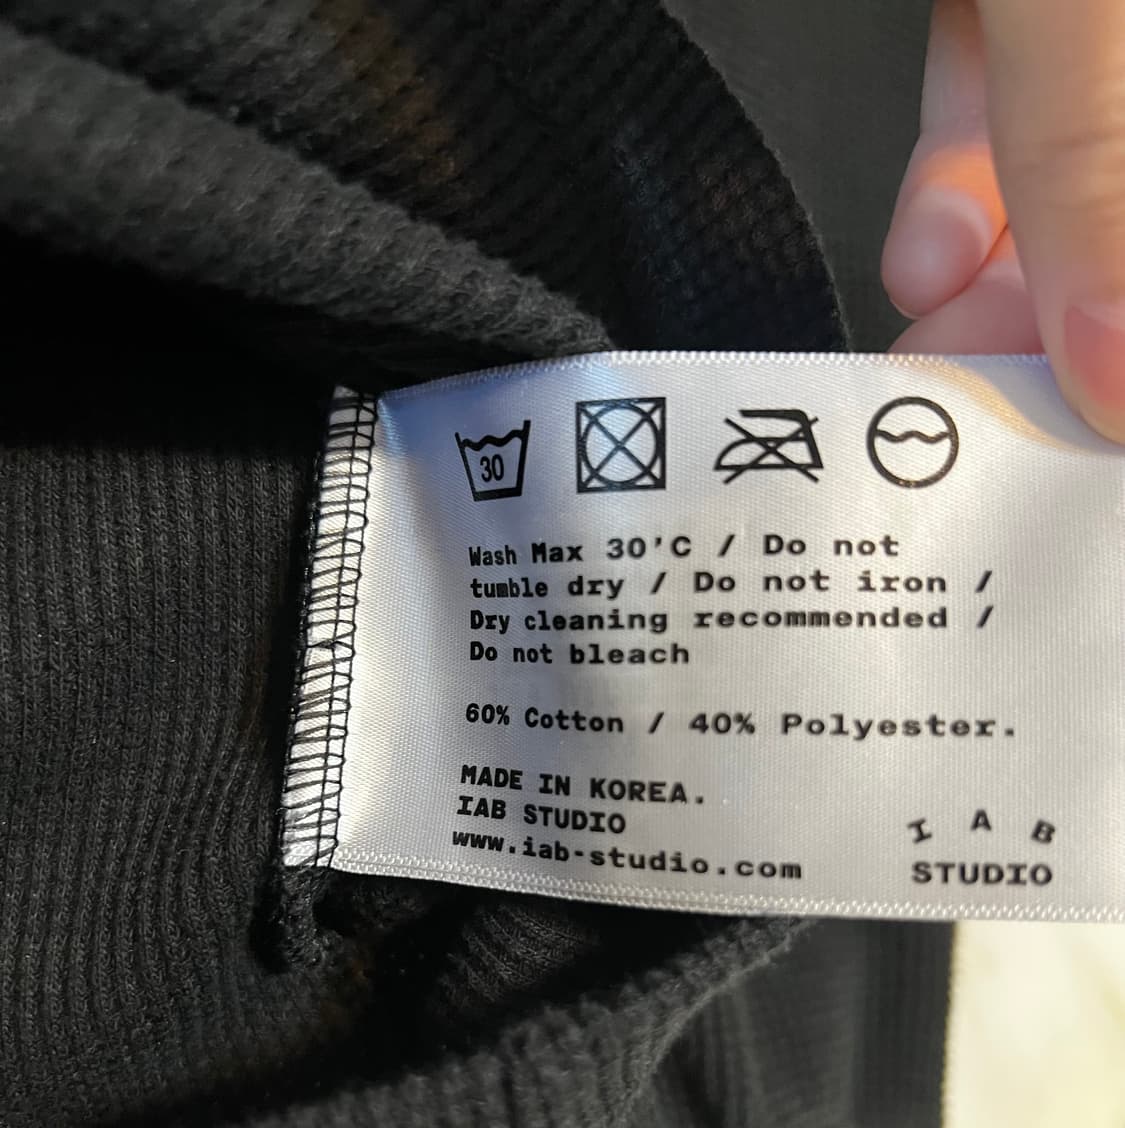 30
Wash Max 30'C / Do not
tumble dry / Do not iron /
Dry cleaning recommended /
Do not bleach
60% Cotton / 40% Polyester.
MADE IN KOREA.
IAB STUDIO
www.iab-studio.com
I A B
STUDIO